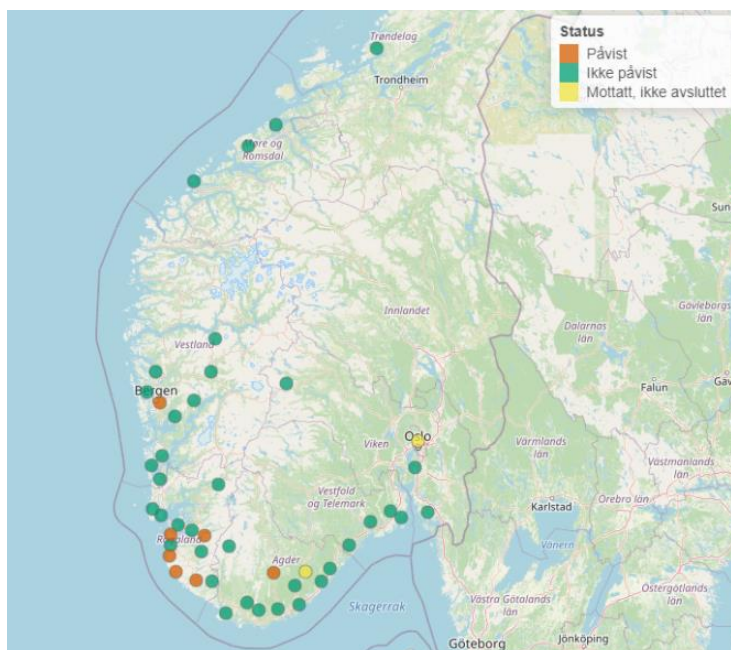 Status
Påvist
Ikke påvist
Mottatt, ikke avsluttet
Trøndelag
Trondheim
Møre og
Romsdal
Sun
Innlandet
Gävleborgs
län
Dalarnas
län
Vestland
Bergen
Falun
Gäv
Oslo
Viken
Värmlands
län
Västmanlands
län
Vestfold
og Telemark
Örebro län
Karlstad
Rogaland
Vänern
Agder
Östergötlands
län
Skagerrak
Västra Götalands
län
Göteborg
Jönköping